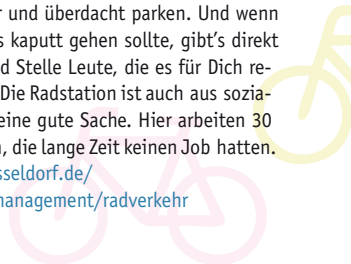 r und überdacht parken. Und wenn
s kaputt gehen sollte, gibt's direkt
d Stelle Leute, die es für Dich re-
Die Radstation ist auch aus sozia-
eine gute Sache. Hier arbeiten 30
n, die lange Zeit keinen Job hatten.
sseldorf.de/
management/radverkehr